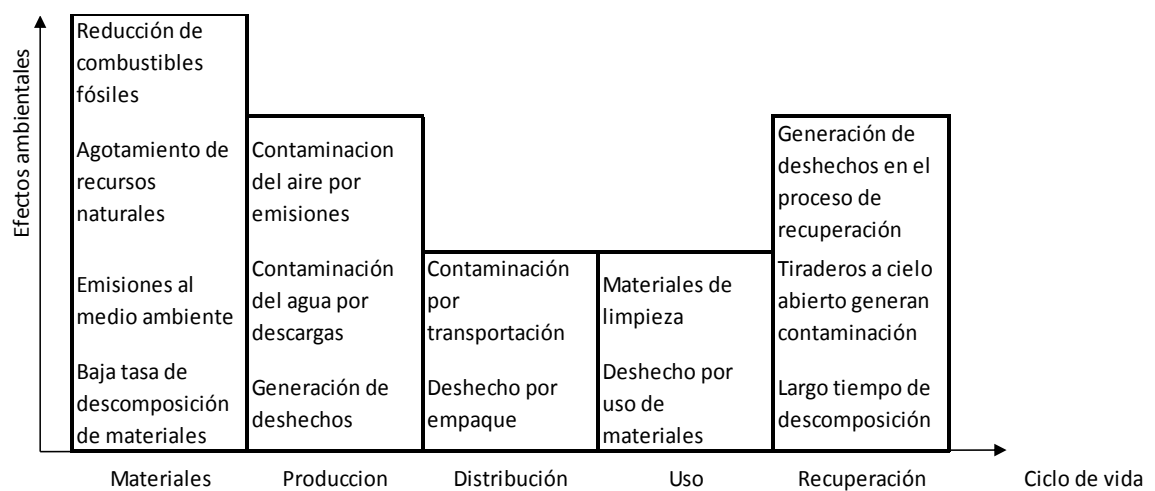 Efectos ambientales
Reducción de
combustibles
fósiles
Agotamiento de
recursos
naturales
Emisiones al
medio ambiente
Baja tasa de
descomposición
de materiales
Contaminacion
del aire por
emisiones
Contaminación
del agua por
descargas
Generación de
deshechos
Contaminación
por
transportación
Deshecho por
empaque
Materiales de
limpieza
Deshecho por
uso de
materiales
Generación de
deshechos en el
proceso de
recuperación
Tiraderos a cielo
abierto generan
contaminación
Largo tiempo de
descomposición
Materiales
Produccion
Distribución
Uso
Recuperación
Ciclo de vida